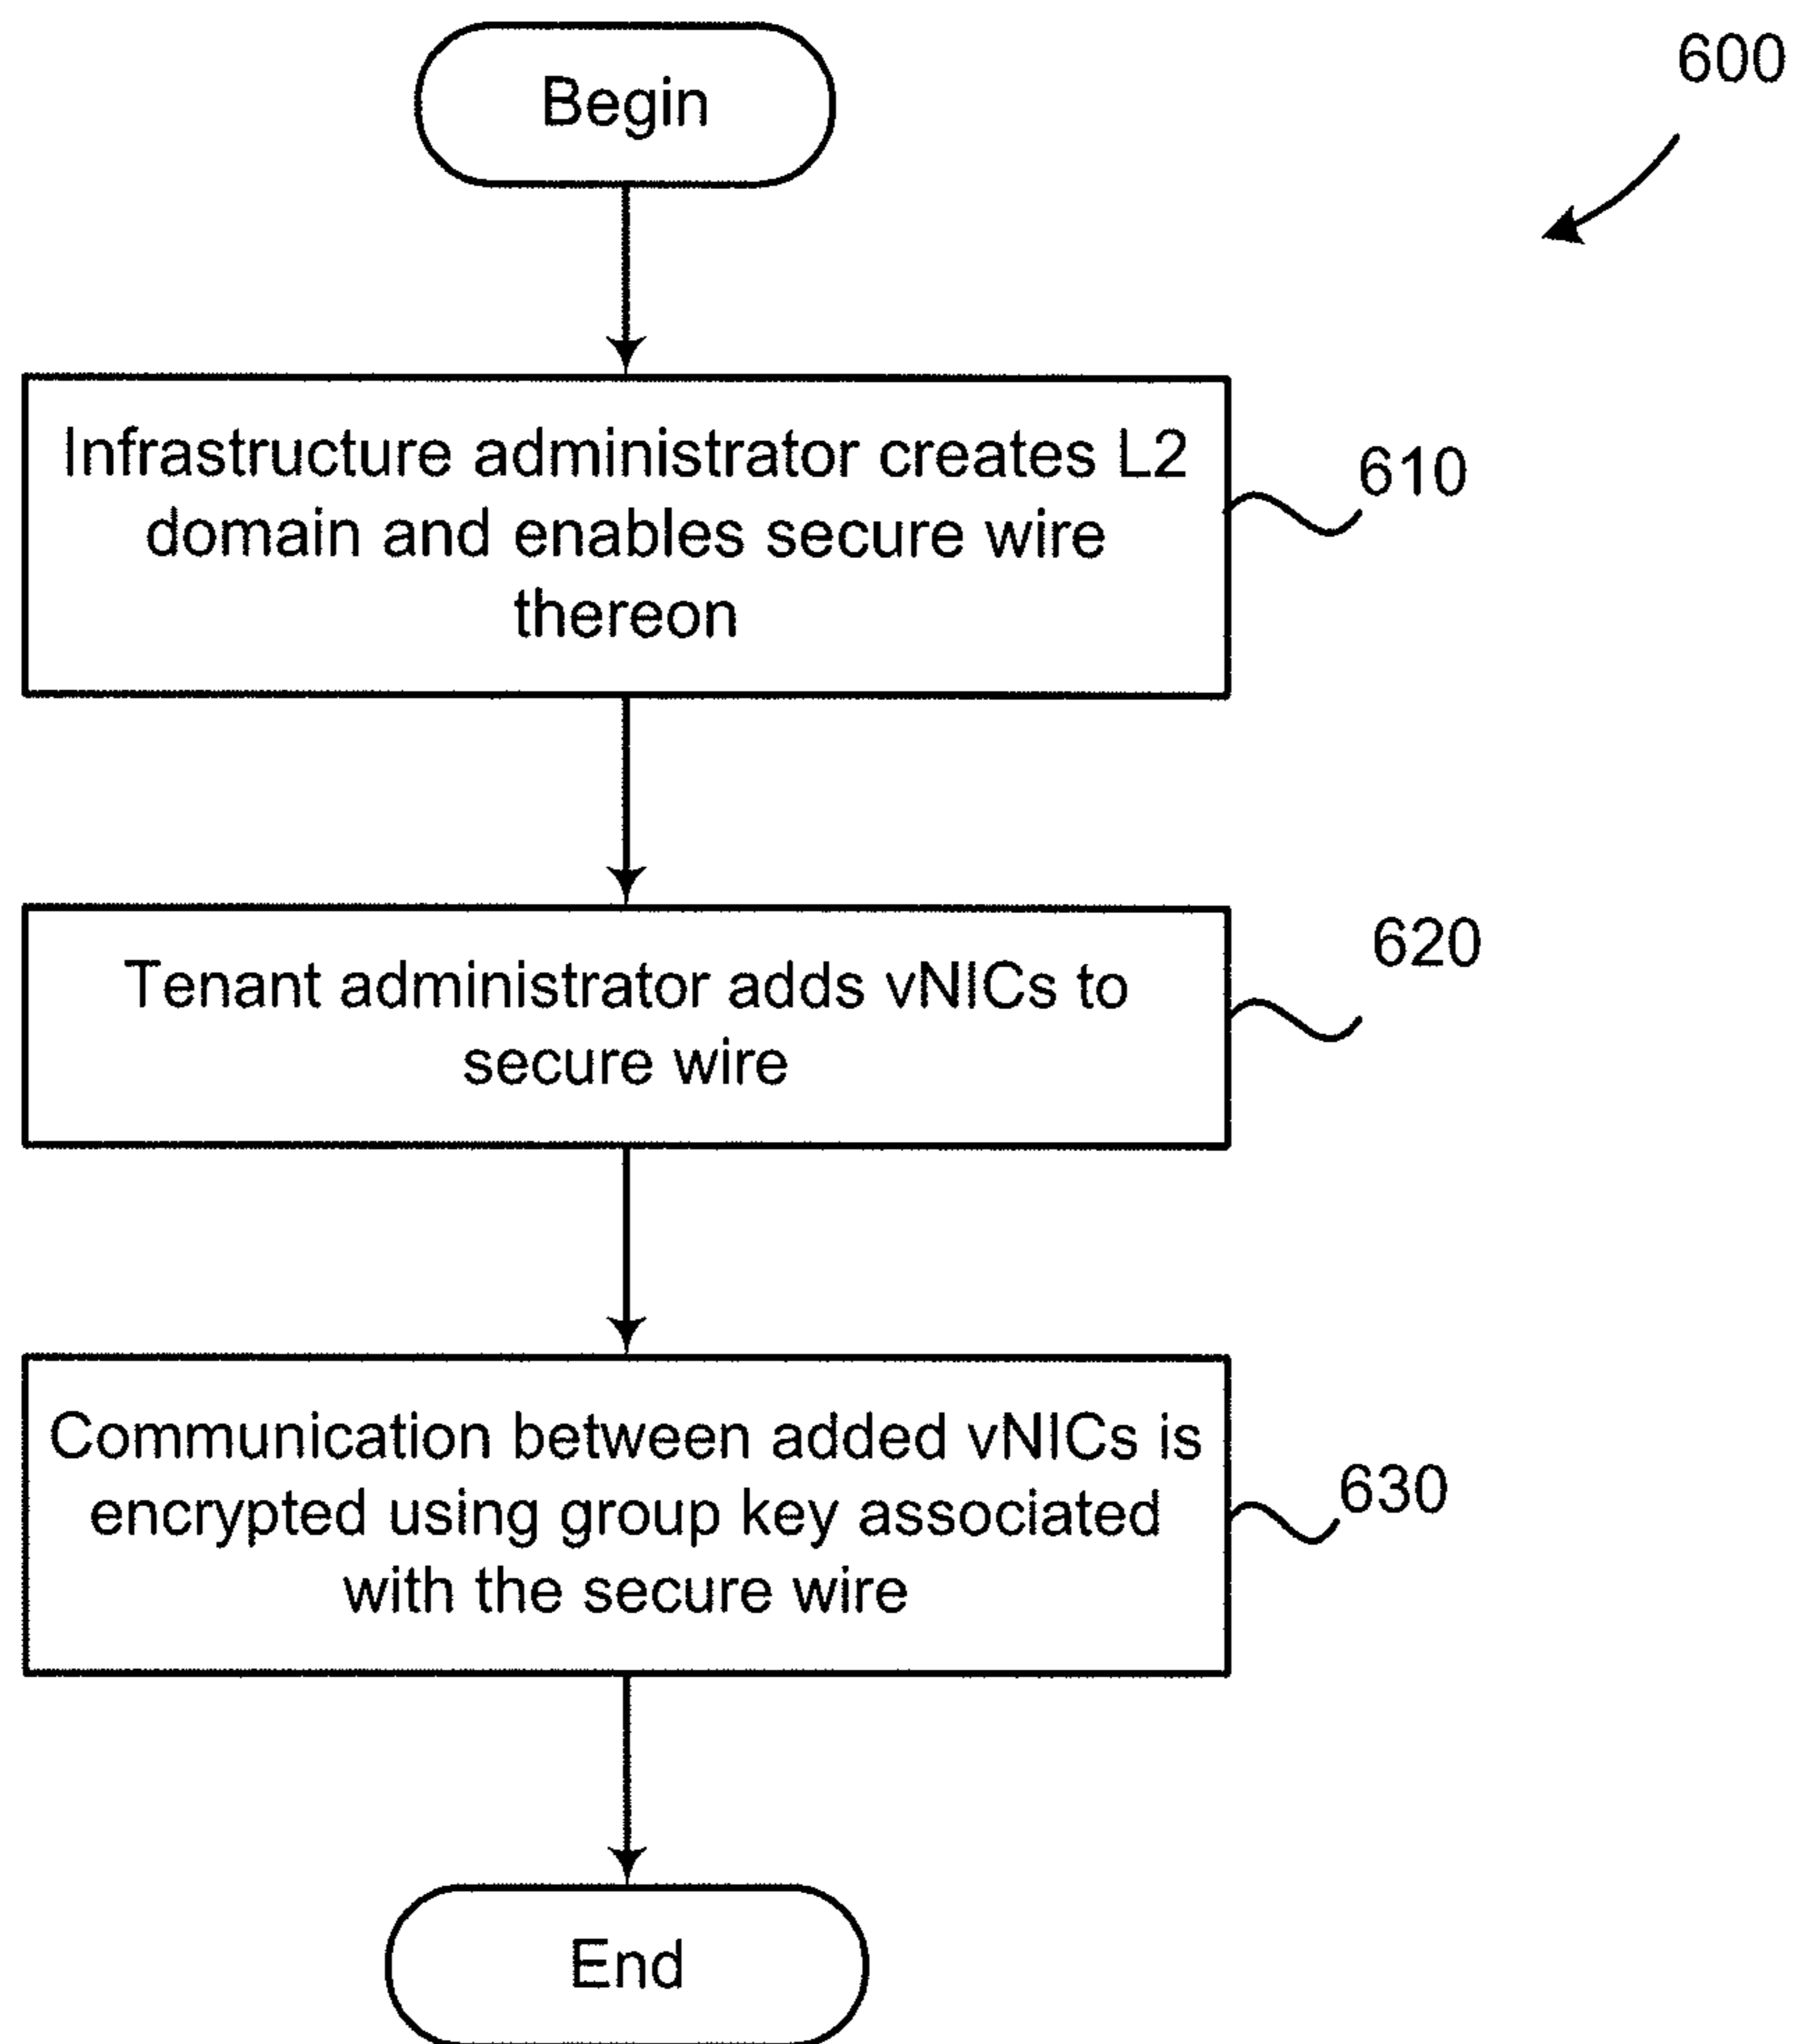 Begin
600
Infrastructure administrator creates L2
domain and enables secure wire
thereon
610
Tenant administrator adds vNICs to
secure wire
620
Communication between added vNICs is
encrypted using group key associated
with the secure wire
630
End